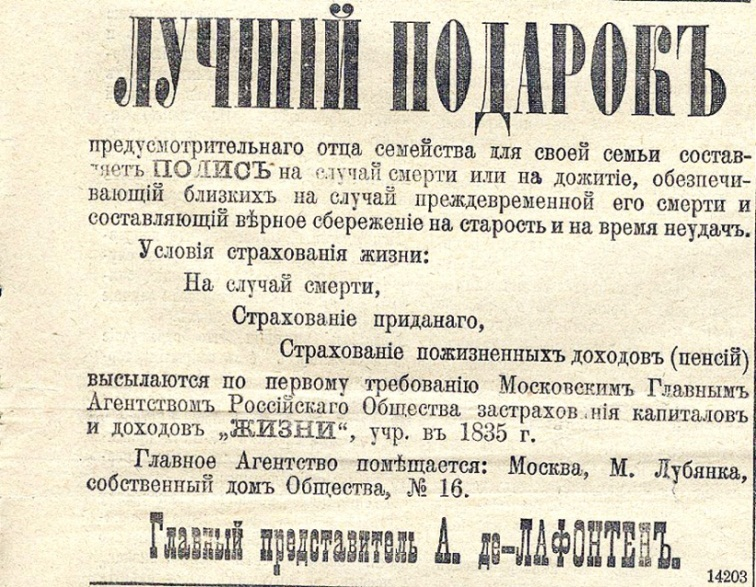 ЛУЧШІЙ ПОДАРОКЪ
предусмотрительнаго отца семейства для своей семьи состав-
ляетъ ПОЛИСЪ на случай смерти или на дожитіе, обезпечи-
вающій близкихъ на случай преждевременной его смерти и
составляющій вѣрное сбереженіе на старость и на время неудачъ.
Условія страхованія жизни:
На случай смерти,
Страхованіе приданаго,
Страхованіе пожизненныхъ доходовъ (пенсій)
высылаются по первому требованію Московскимъ Главнымъ
Агентствомъ Россійскаго Общества застрахованія капиталовъ
и доходовъ „ЖИЗНИ“, учр. въ 1835 г.
Главное Агентство помѣщается: Москва, М. Лубянка,
собственный домъ Общества, № 16.
Главный представитель А. де-ЛАФОНТЕНЪ.
14203